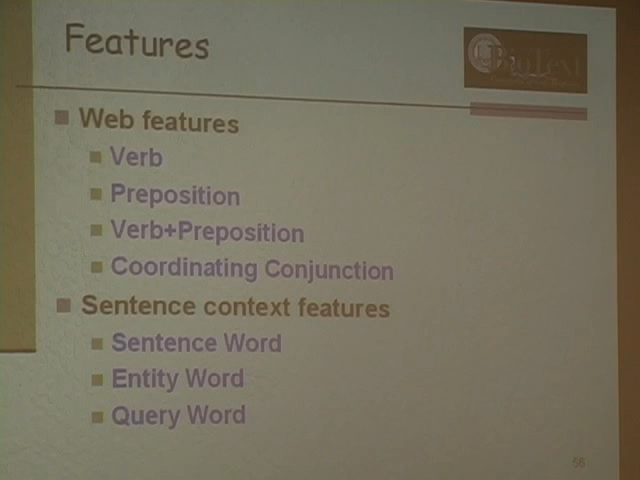 Features
BioText
Web features
Verb
Preposition
Verb+Preposition
Coordinating Conjunction
Sentence context features
Sentence Word
Entity Word
Query Word
56